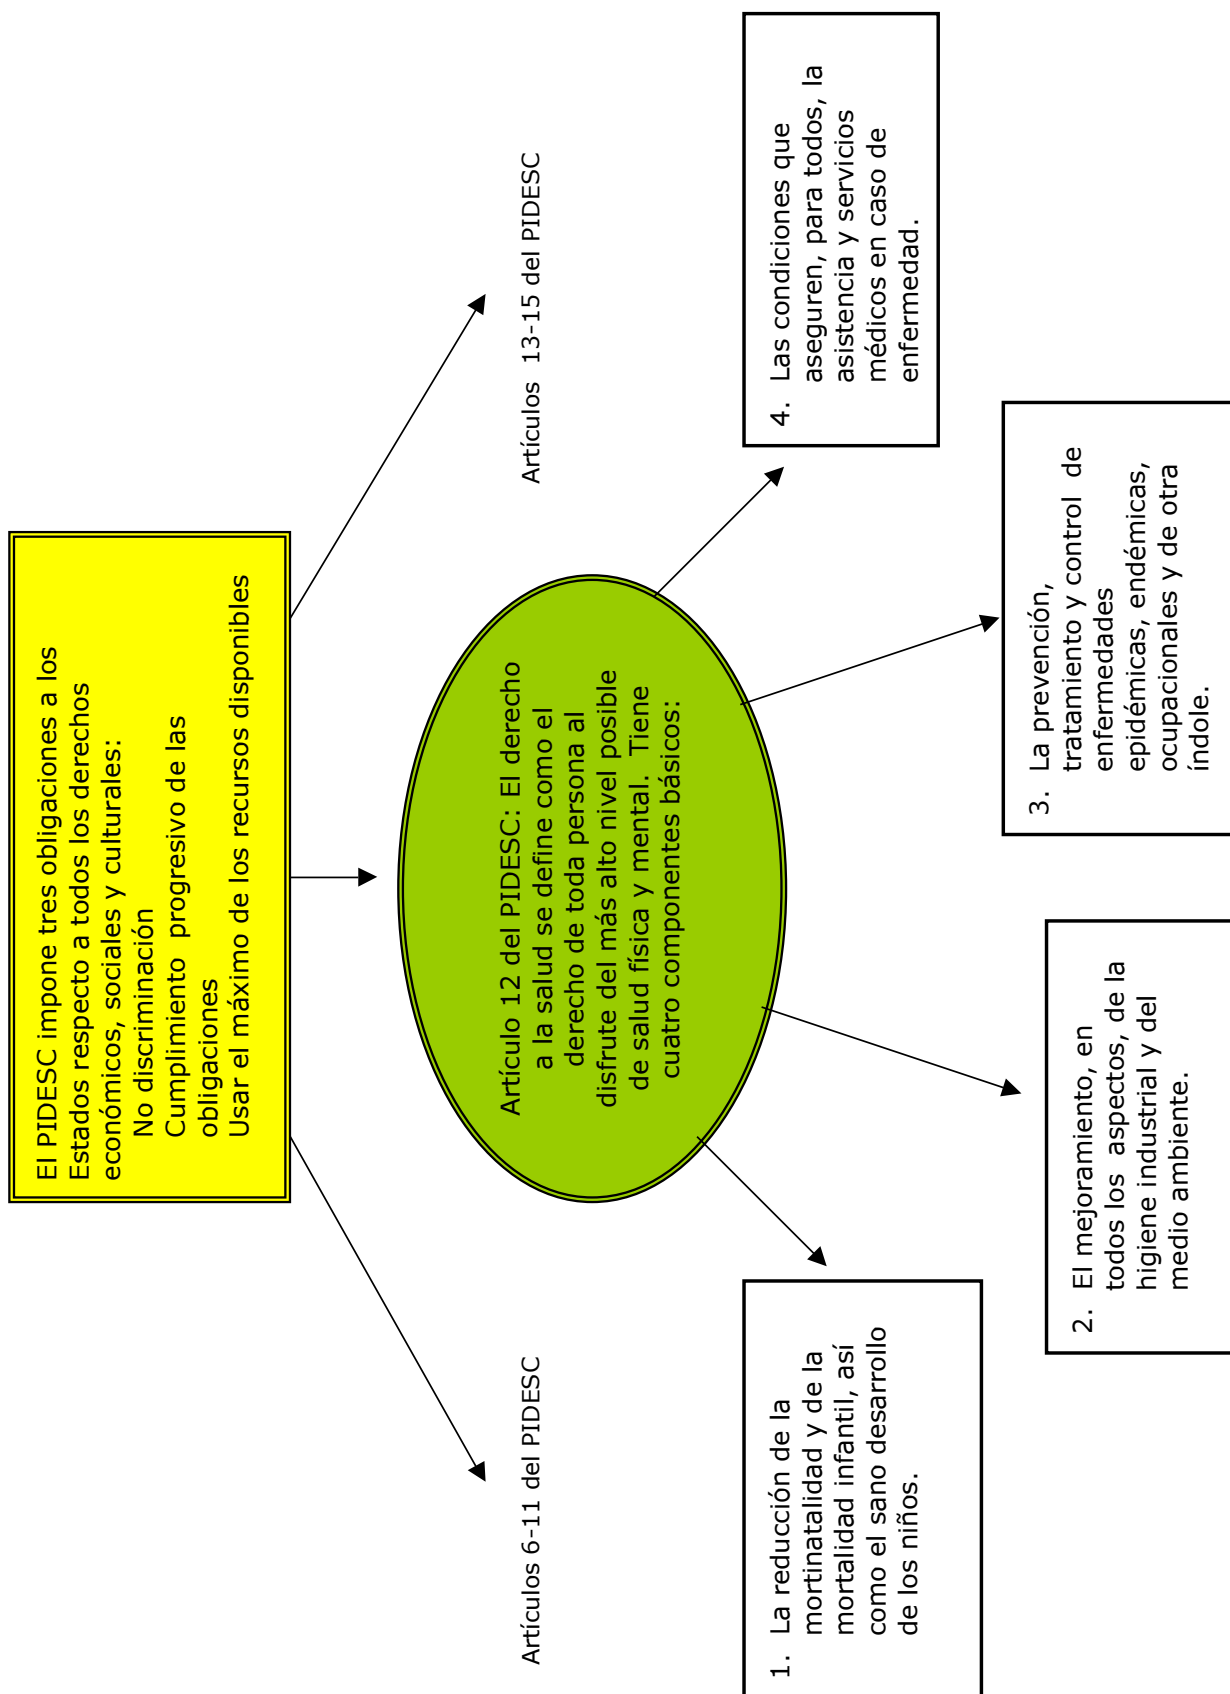 El PIDESC impone tres obligaciones a los
Estados respecto a todos los derechos
económicos, sociales y culturales:
No discriminación
Cumplimiento progresivo de las
obligaciones
Usar el máximo de los recursos disponibles
Artículos 6-11 del PIDESC
Artículos 13-15 del PIDESC
Artículo 12 del PIDESC: El derecho
a la salud se define como el
derecho de toda persona al
disfrute del más alto nivel posible
de salud física y mental. Tiene
cuatro componentes básicos:
1. La reducción de la
mortinatalidad y de la
mortalidad infantil, así
como el sano desarrollo
de los niños.
2. El mejoramiento, en
todos los aspectos, de la
higiene industrial y del
medio ambiente.
3. La prevención,
tratamiento y control de
enfermedades
epidémicas, endémicas,
ocupacionales y de otra
índole.
4. Las condiciones que
aseguren, para todos, la
asistencia y servicios
médicos en caso de
enfermedad.